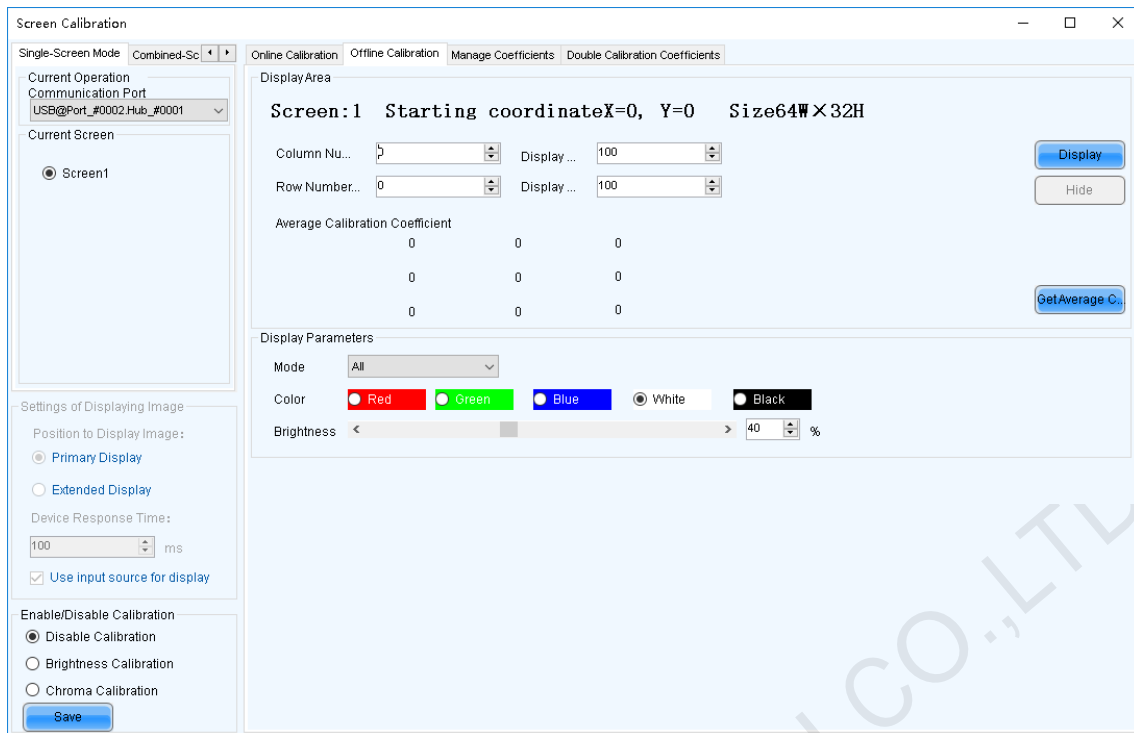 Screen Calibration
Single-Screen Mode Combined-Sc
Current Operation
Communication Port
USB@Port_#0002.Hub_#0001
Current Screen
Screen1
Settings of Displaying Image
Position to Display Image:
Primary Display
Extended Display
Device Response Time:
100 ms
Use input source for display
Enable/Disable Calibration
Disable Calibration
Brightness Calibration
Chroma Calibration
Save
Online Calibration Offline Calibration Manage Coefficients Double Calibration Coefficients
DisplayArea
Screen:1 Starting coordinateX=0, Y=0 Size64W×32H
Column Nu... Display ... 100
Display
Row Number... 0 Display ... 100
Hide
Average Calibration Coefficient
0 0 0
0 0 0
0 0 0
GetAverage C...
Display Parameters
Mode All
Color Red Green Blue White Black
Brightness < > 40 %
CO.,LTD